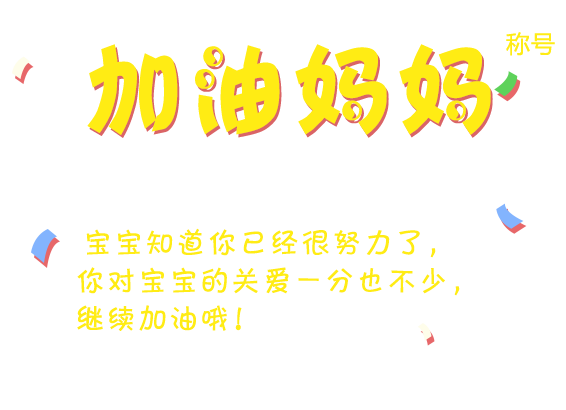 加油妈妈
称号
宝宝知道你已经很努力了，
你对宝宝的关爱一分也不少，
继续加油哦！